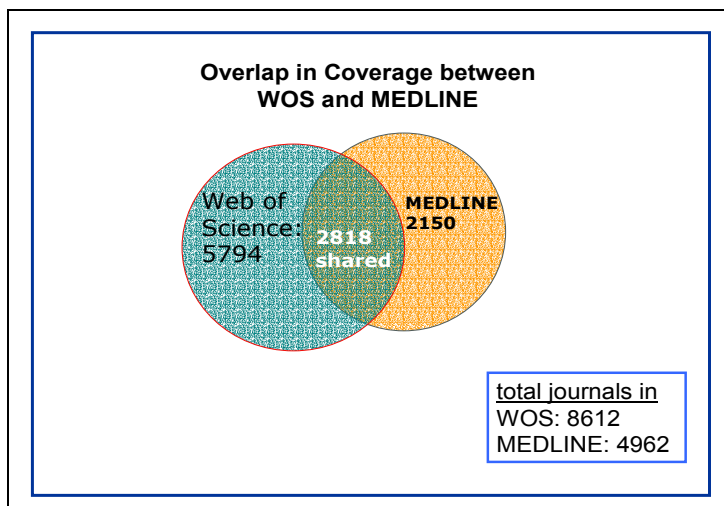 Overlap in Coverage between
WOS and MEDLINE
Web of
Science:
5794
2818
shared
MEDLINE
2150
total journals in
WOS: 8612
MEDLINE: 4962